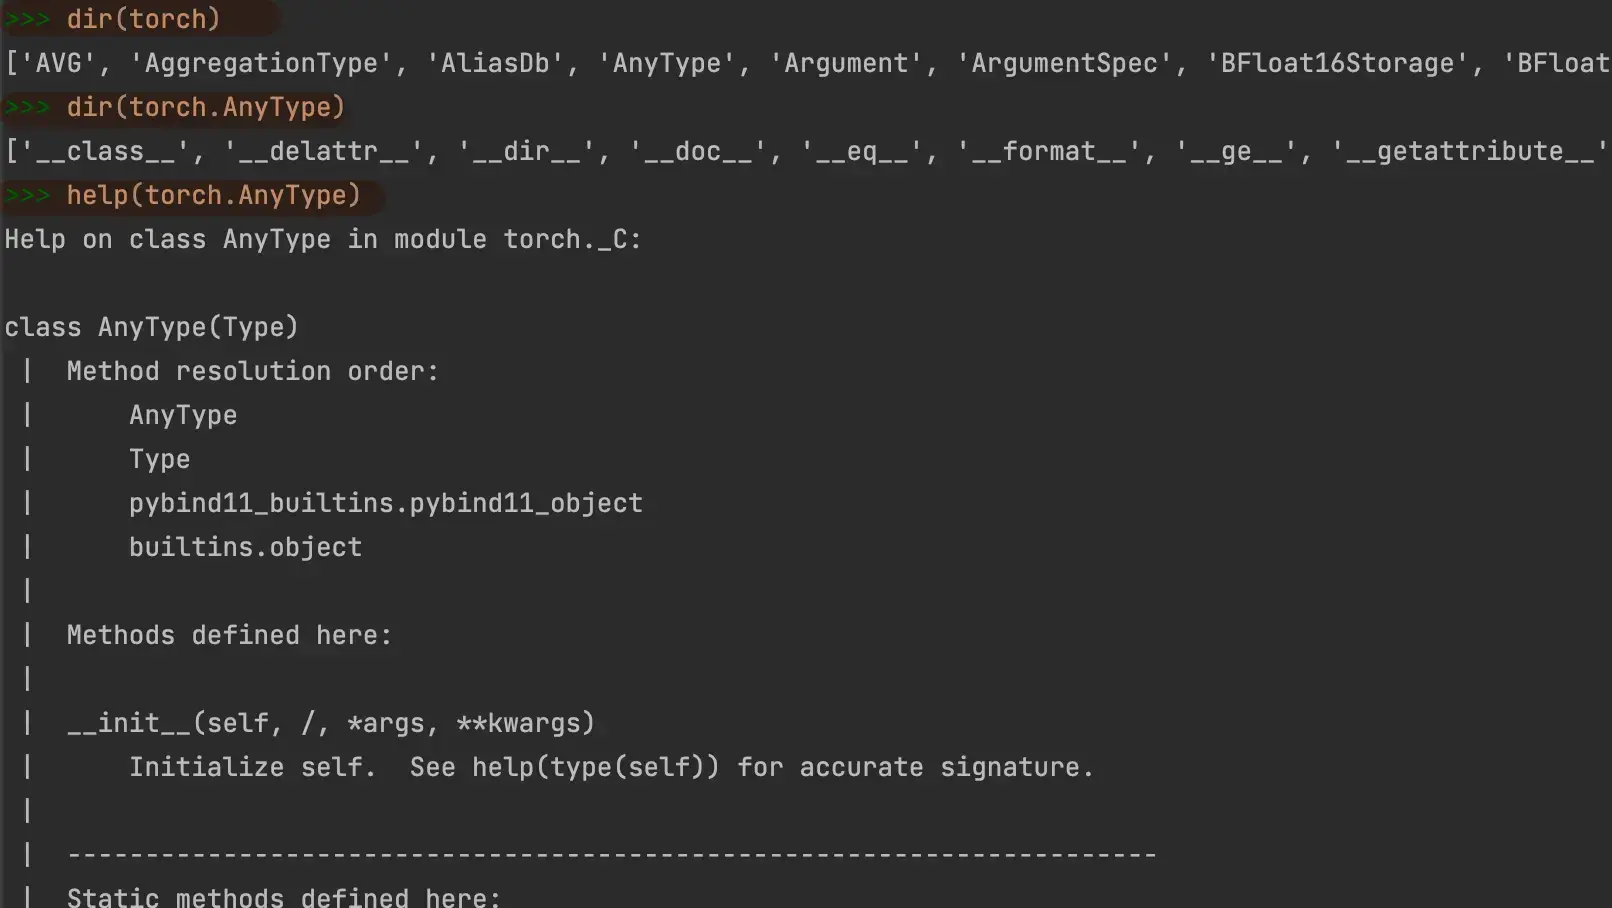 >>> dir(torch)
['AVG', 'AggregationType', 'AliasDb', 'AnyType', 'Argument', 'ArgumentSpec', 'BFloat16Storage', 'BFloat
>>> dir(torch.AnyType)
['__class__', '__delattr__', '__dir__', '__doc__', '__eq__', '__format__', '__ge__', '__getattribute__'
>>> help(torch.AnyType)
Help on class AnyType in module torch._C:
class AnyType(Type)
 |  Method resolution order:
 |      AnyType
 |      Type
 |      pybind11_builtins.pybind11_object
 |      builtins.object
 |
 |  Methods defined here:
 |
 |  __init__(self, /, *args, **kwargs)
 |      Initialize self.  See help(type(self)) for accurate signature.
 |
 |  ----------------------------------------------------------------------
 |  Static methods defined here: